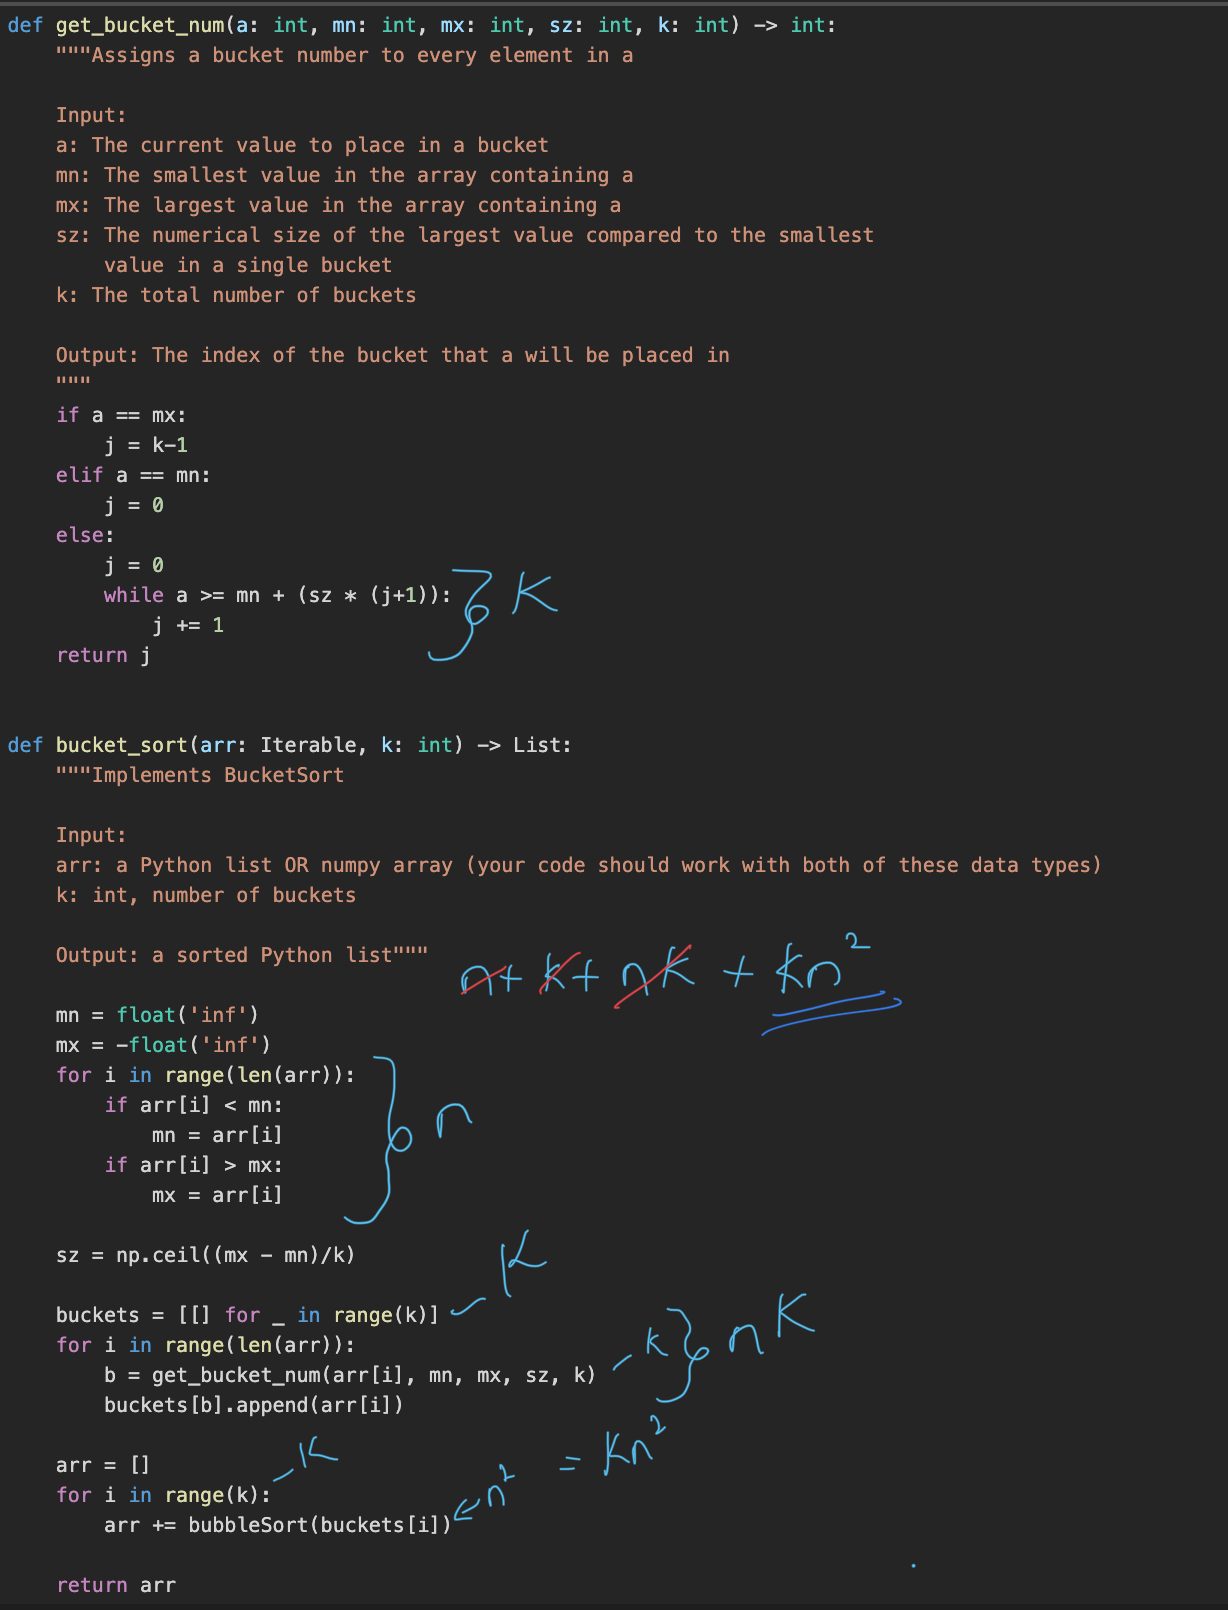 def get_bucket_num(a: int, mn: int, mx: int, sz: int, k: int) -> int:
    """Assigns a bucket number to every element in a

    Input:
    a: The current value to place in a bucket
    mn: The smallest value in the array containing a
    mx: The largest value in the array containing a
    sz: The numerical size of the largest value compared to the smallest
        value in a single bucket
    k: The total number of buckets

    Output: The index of the bucket that a will be placed in
    """
    if a == mx:
        j = k-1
    elif a == mn:
        j = 0
    else:
        j = 0
        while a >= mn + (sz * (j+1)): } K
            j += 1
    return j

def bucket_sort(arr: Iterable, k: int) -> List:
    """Implements BucketSort

    Input:
    arr: a Python list OR numpy array (your code should work with both of these data types)
    k: int, number of buckets

    Output: a sorted Python list"""
n + k + nk + kn²
    mn = float('inf')
    mx = -float('inf')
    for i in range(len(arr)):
        if arr[i] < mn:
            mn = arr[i] } n
        if arr[i] > mx:
            mx = arr[i]

    sz = np.ceil((mx - mn)/k)
K
    buckets = [[] for _ in range(k)]
    for i in range(len(arr)): k } nK
        b = get_bucket_num(arr[i], mn, mx, sz, k)
        buckets[b].append(arr[i])

    arr = [] K = Kn²
    for i in range(k): ← n²
        arr += bubbleSort(buckets[i])

    return arr